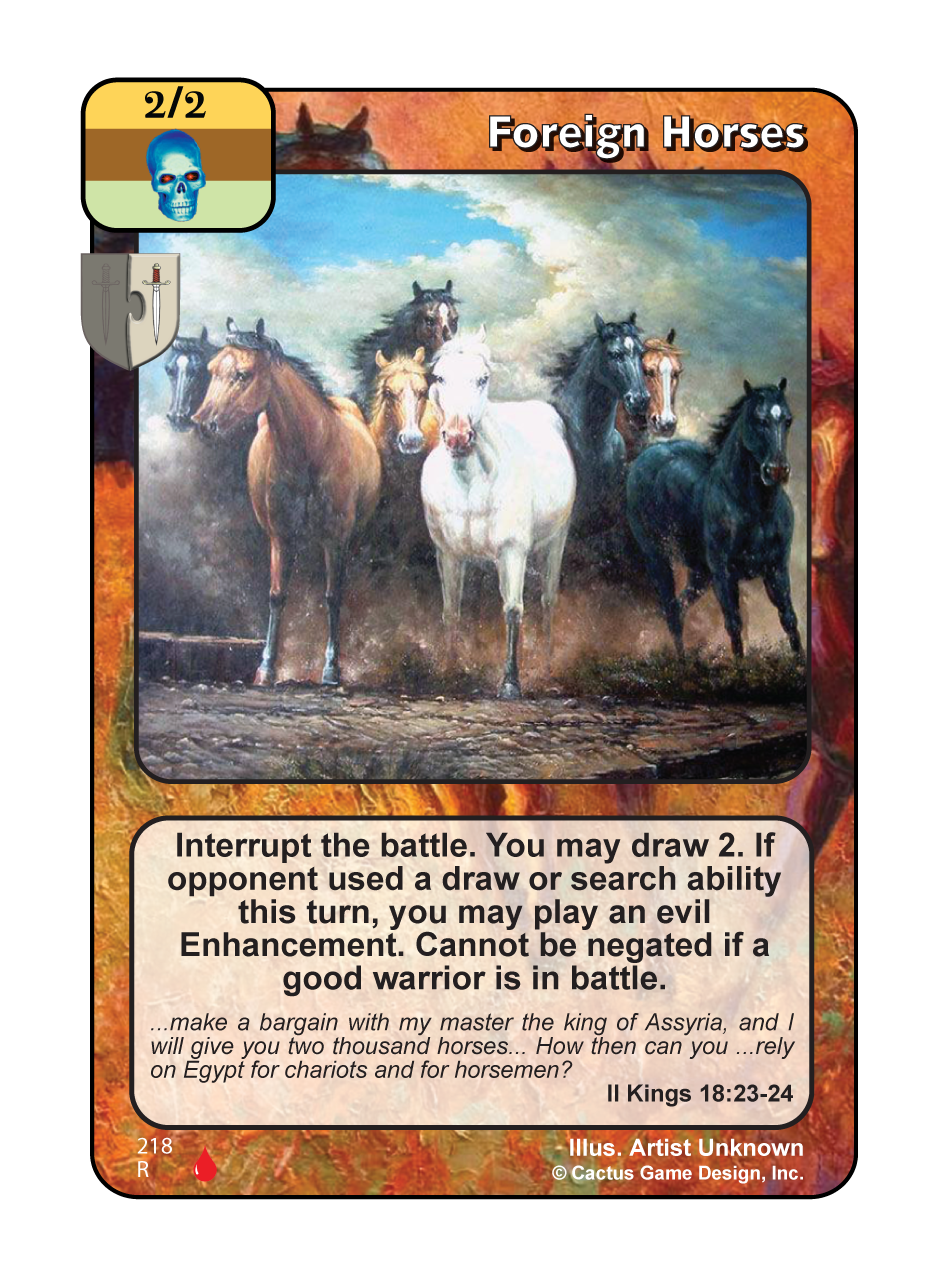 2/2
Foreign Horses
Interrupt the battle. You may draw 2. If
opponent used a draw or search ability
this turn, you may play an evil
Enhancement. Cannot be negated if a
good warrior is in battle.
...make a bargain with my master the king of Assyria, and I
will give you two thousand horses... How then can you ...rely
on Egypt for chariots and for horsemen?
II Kings 18:23-24
218
R
Illus. Artist Unknown
© Cactus Game Design, Inc.